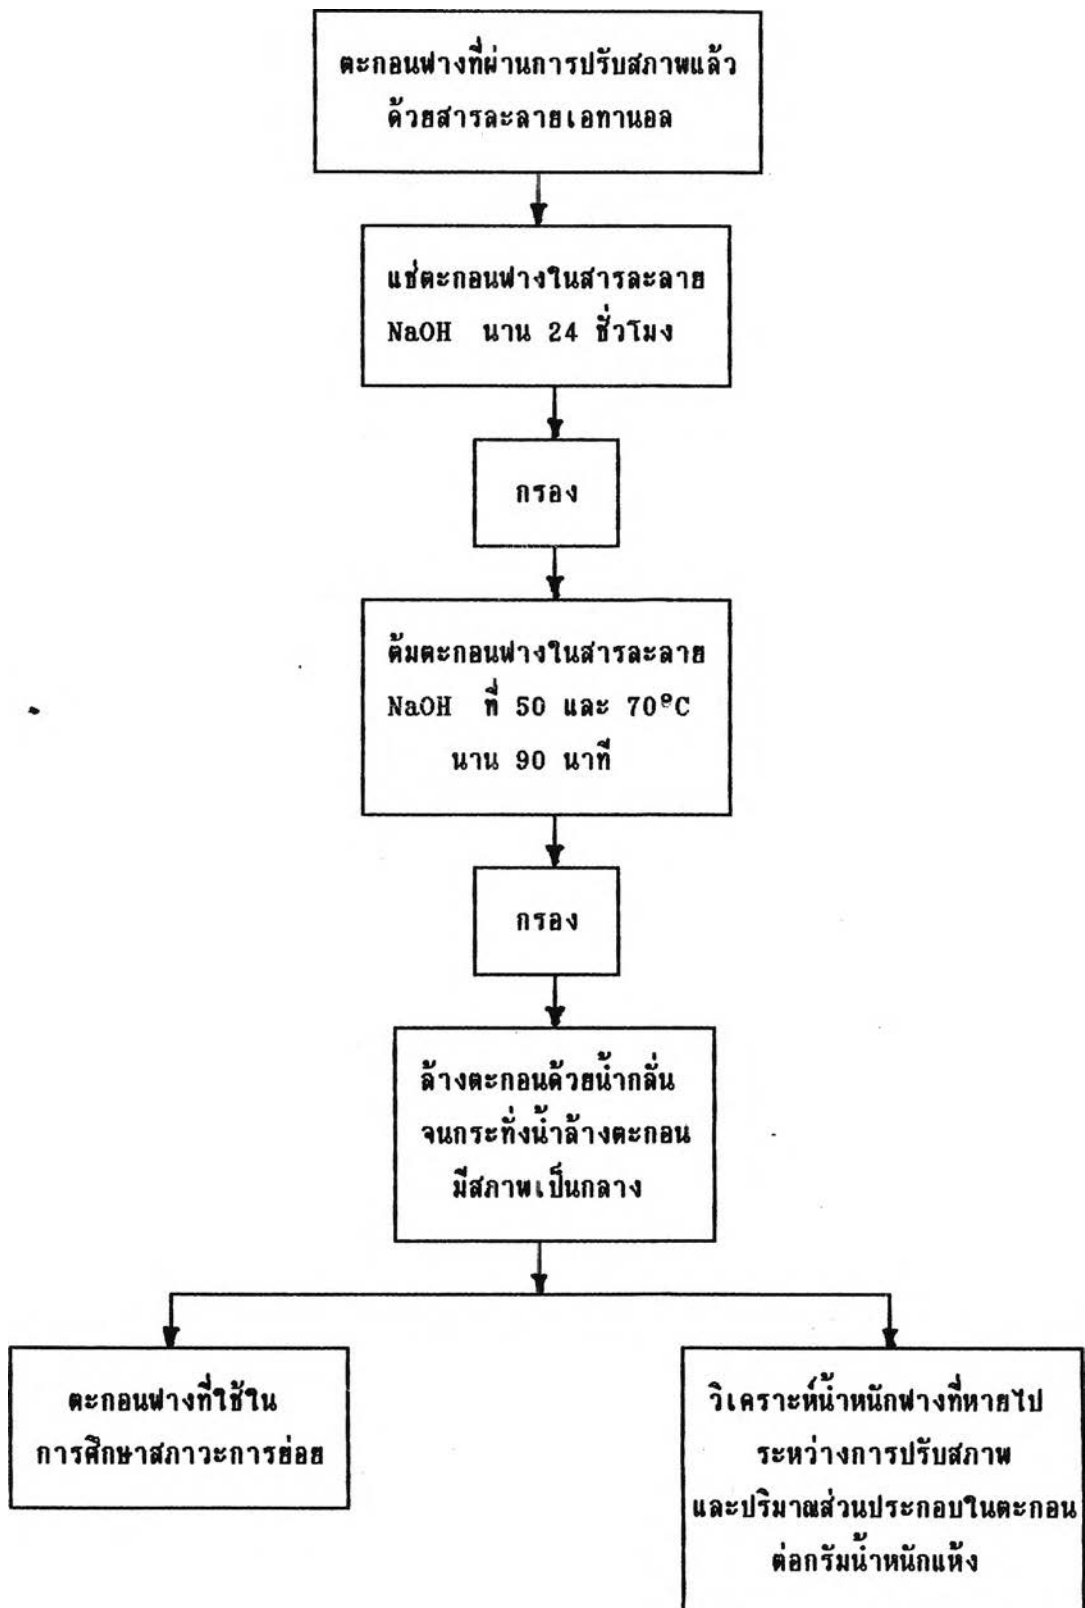 ตะกอนฟางที่ผ่านการปรับสภาพแล้ว
ด้วยสารละลายเอทานอล
แช่ตะกอนฟางในสารละลาย
NaOH นาน 24 ชั่วโมง
กรอง
ต้มตะกอนฟางในสารละลาย
NaOH ที่ 50 และ 70°C
นาน 90 นาที
กรอง
ล้างตะกอนด้วยน้ำกลั่น
จนกระทั่งน้ำล้างตะกอน
มีสภาพเป็นกลาง
ตะกอนฟางที่ใช้ใน
การศึกษาสภาวะการย่อย
วิเคราะห์น้ำหนักฟางที่หายไป
ระหว่างการปรับสภาพ
และปริมาณส่วนประกอบในตะกอน
ต่อกรัมน้ำหนักแห้ง